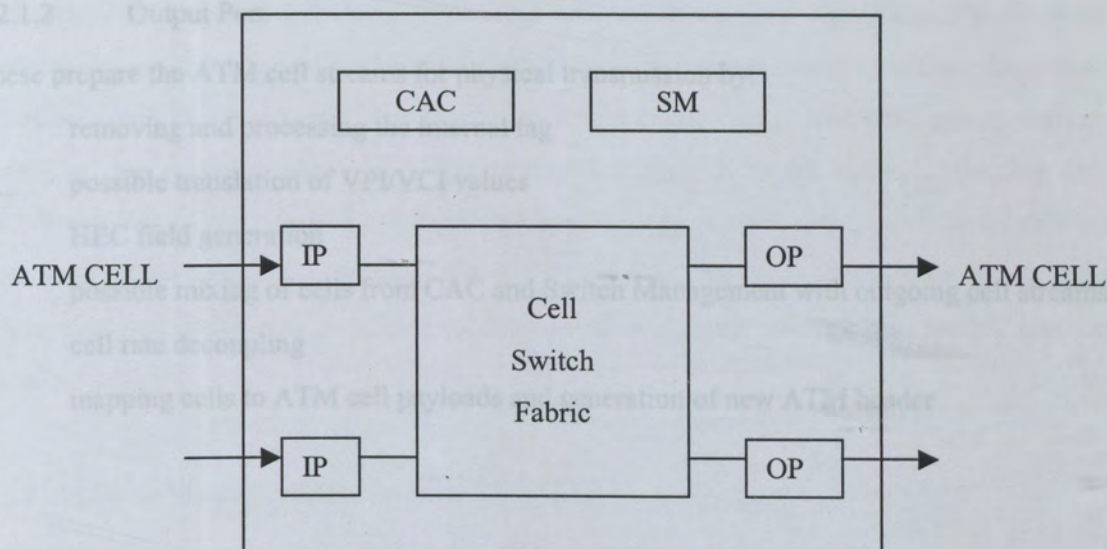 2.1.2 Output Port
these prepare the ATM cell streams for physical transmission by:
CAC SM
removing and processing the internal tag
possible translation of VPI/VCI values
HEC field generation
IP OP
ATM CELL ATM CELL
possible mixing of cells from CAC and Switch Management with outgoing cell streams
Cell
cell rate decoupling
Switch
mapping cells to ATM cell payloads and generation of new ATM header
Fabric
IP OP